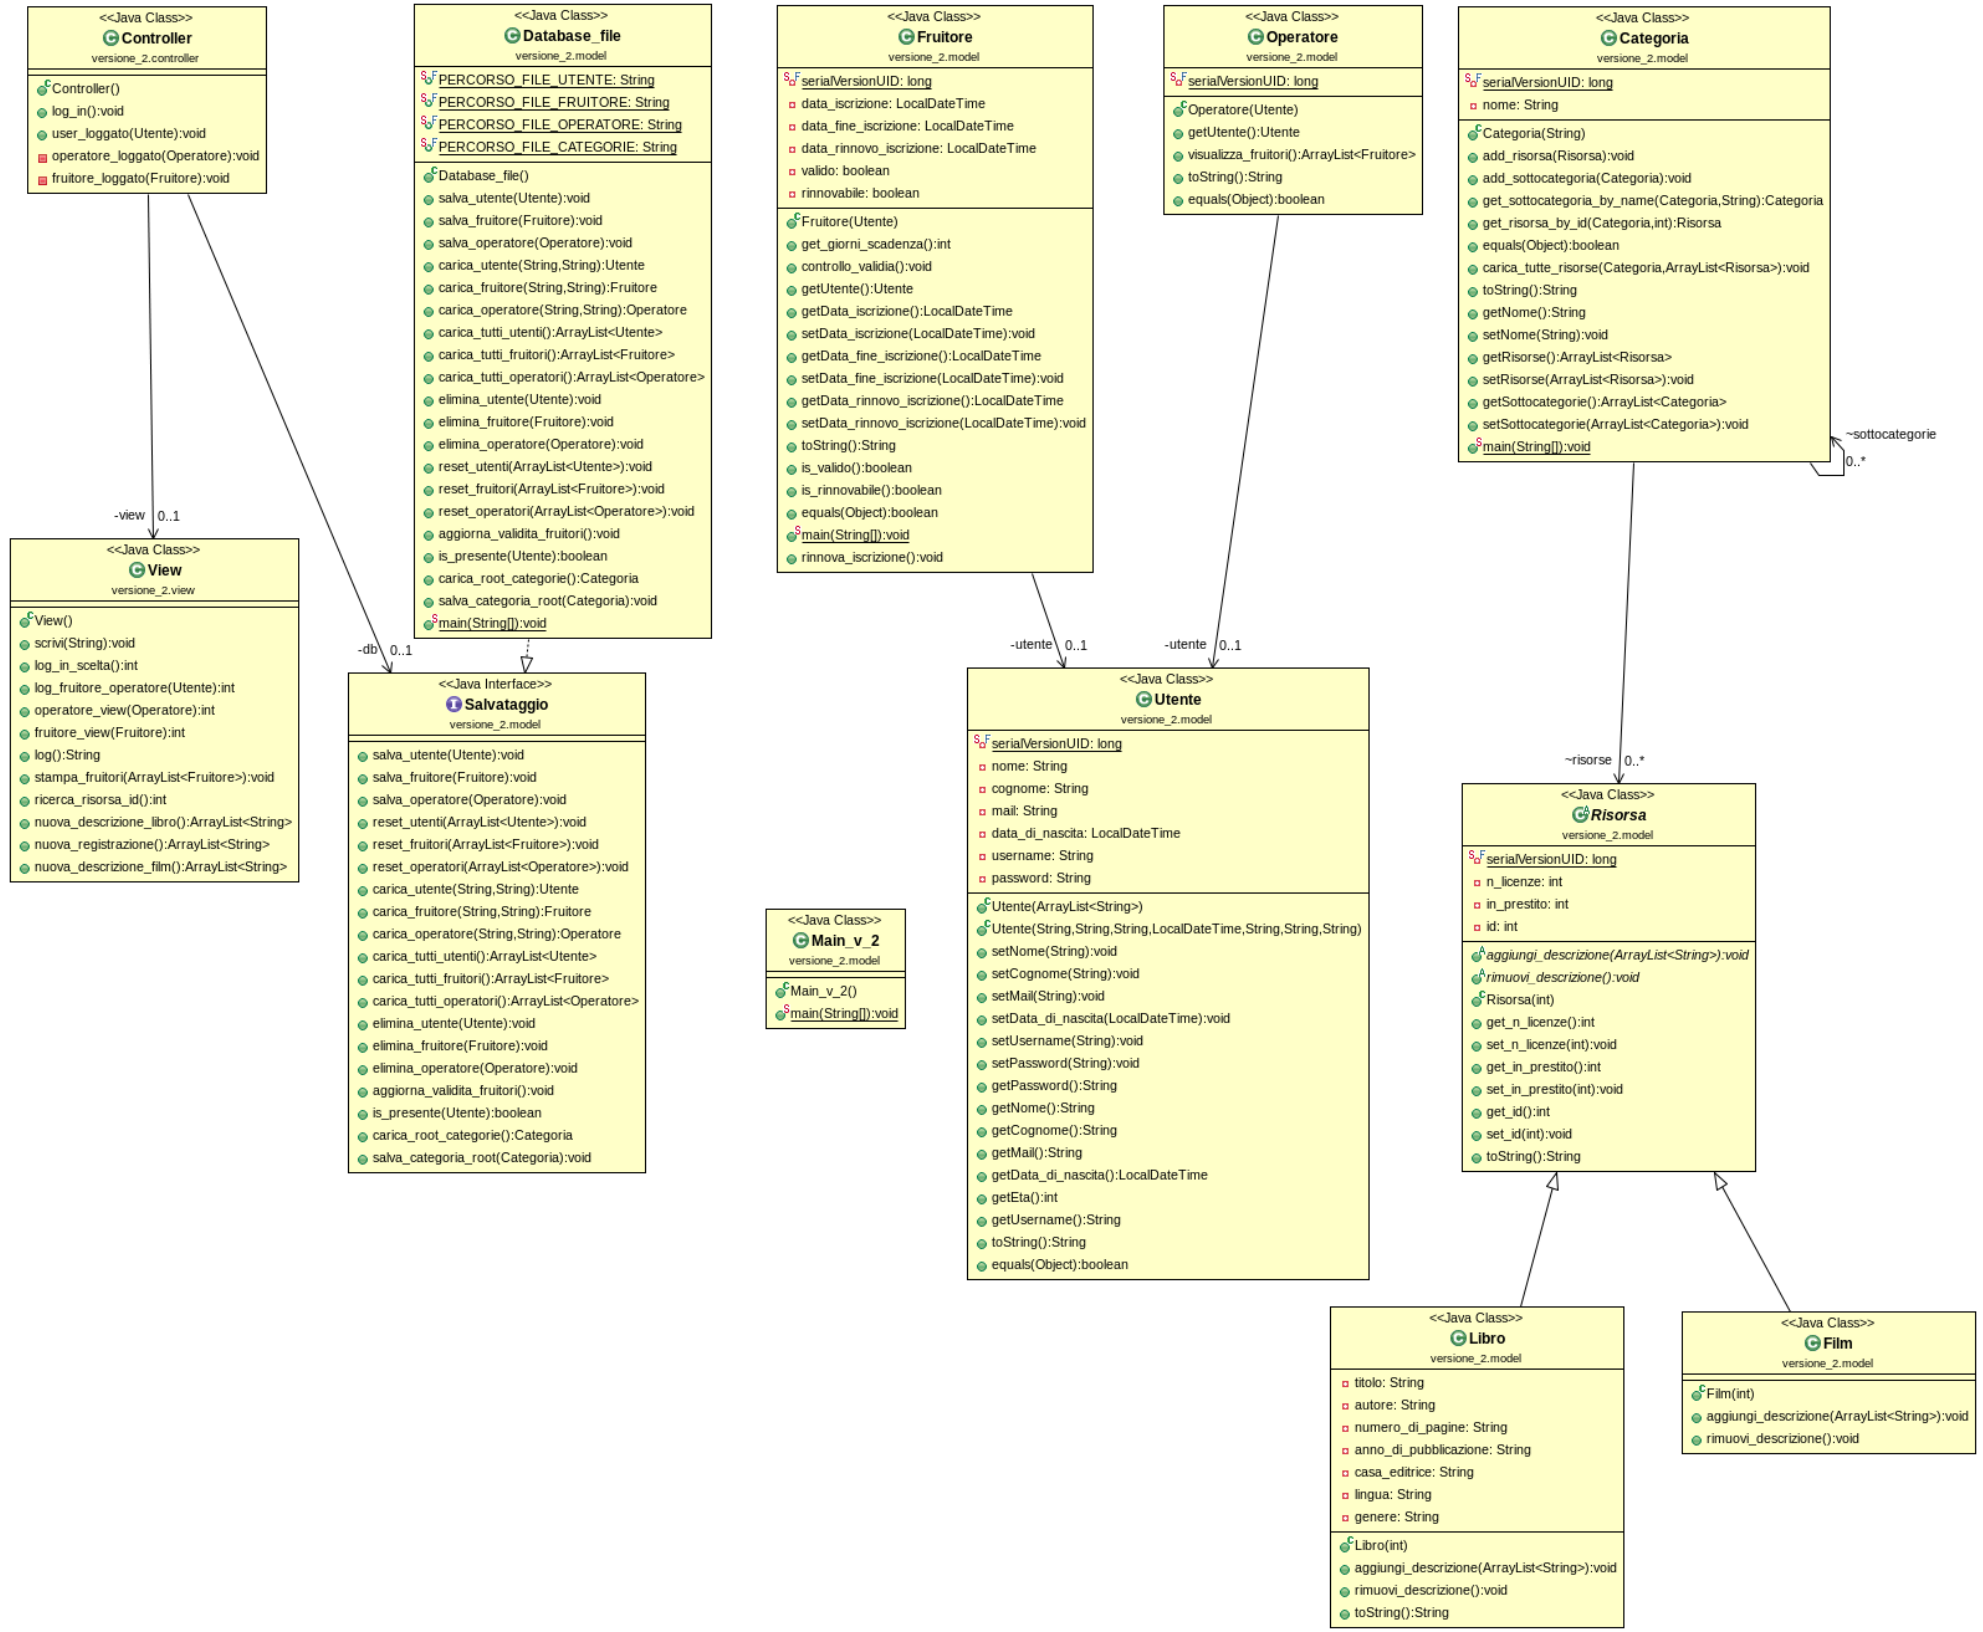 <<Java Class>>
Controller
versione_2.controller
Controller()
log_in():void
user_loggato(Utente):void
operatore_loggato(Operatore):void
fruitore_loggato(Fruitore):void
<<Java Class>>
Database_file
versione_2.model
PERCORSO_FILE_UTENTE: String
PERCORSO_FILE_FRUITORE: String
PERCORSO_FILE_OPERATORE: String
PERCORSO_FILE_CATEGORIE: String
Database_file()
salva_utente(Utente):void
salva_fruitore(Fruitore):void
salva_operatore(Operatore):void
carica_utente(String,String):Utente
carica_fruitore(String,String):Fruitore
carica_operatore(String,String):Operatore
carica_tutti_utenti():ArrayList<Utente>
carica_tutti_fruitori():ArrayList<Fruitore>
carica_tutti_operatori():ArrayList<Operatore>
elimina_utente(Utente):void
elimina_fruitore(Fruitore):void
elimina_operatore(Operatore):void
reset_utenti(ArrayList<Utente>):void
reset_fruitori(ArrayList<Fruitore>):void
reset_operatori(ArrayList<Operatore>):void
aggiorna_validita_fruitori():void
is_presente(Utente):boolean
carica_root_categorie():Categoria
salva_categoria_root(Categoria):void
main(String[]):void
<<Java Class>>
Fruitore
versione_2.model
serialVersionUID: long
data_iscrizione: LocalDateTime
data_fine_iscrizione: LocalDateTime
data_rinnovo_iscrizione: LocalDateTime
valido: boolean
rinnovabile: boolean
Fruitore(Utente)
get_giorni_scadenza():int
controllo_validia():void
getUtente():Utente
getData_iscrizione():LocalDateTime
setData_iscrizione(LocalDateTime):void
getData_fine_iscrizione():LocalDateTime
setData_fine_iscrizione(LocalDateTime):void
getData_rinnovo_iscrizione():LocalDateTime
setData_rinnovo_iscrizione(LocalDateTime):void
toString():String
is_valido():boolean
is_rinnovabile():boolean
equals(Object):boolean
main(String[]):void
rinnova_iscrizione():void
<<Java Class>>
Operatore
versione_2.model
serialVersionUID: long
Operatore(Utente)
getUtente():Utente
visualizza_fruitori():ArrayList<Fruitore>
toString():String
equals(Object):boolean
<<Java Class>>
Categoria
versione_2.model
serialVersionUID: long
nome: String
Categoria(String)
add_risorsa(Risorsa):void
add_sottocategoria(Categoria):void
get_sottocategoria_by_name(Categoria,String):Categoria
get_risorsa_by_id(Categoria,int):Risorsa
equals(Object):boolean
carica_tutte_risorse(Categoria,ArrayList<Risorsa>):void
toString():String
getNome():String
setNome(String):void
getRisorse():ArrayList<Risorsa>
setRisorse(ArrayList<Risorsa>):void
getSottocategorie():ArrayList<Categoria>
setSottocategorie(ArrayList<Categoria>):void
main(String[]):void
~sottocategorie
0..*
-view 0..1
-db 0..1
-utente 0..1
-utente 0..1
~risorse 0..*
<<Java Class>>
View
versione_2.view
View()
scrivi(String):void
log_in_scelta():int
log_fruitore_operatore(Utente):int
operatore_view(Operatore):int
fruitore_view(Fruitore):int
log():String
stampa_fruitori(ArrayList<Fruitore>):void
ricerca_risorsa_id():int
nuova_descrizione_libro():ArrayList<String>
nuova_registrazione():ArrayList<String>
nuova_descrizione_film():ArrayList<String>
<<Java Interface>>
Salvataggio
versione_2.model
salva_utente(Utente):void
salva_fruitore(Fruitore):void
salva_operatore(Operatore):void
reset_utenti(ArrayList<Utente>):void
reset_fruitori(ArrayList<Fruitore>):void
reset_operatori(ArrayList<Operatore>):void
carica_utente(String,String):Utente
carica_fruitore(String,String):Fruitore
carica_operatore(String,String):Operatore
carica_tutti_utenti():ArrayList<Utente>
carica_tutti_fruitori():ArrayList<Fruitore>
carica_tutti_operatori():ArrayList<Operatore>
elimina_utente(Utente):void
elimina_fruitore(Fruitore):void
elimina_operatore(Operatore):void
aggiorna_validita_fruitori():void
is_presente(Utente):boolean
carica_root_categorie():Categoria
salva_categoria_root(Categoria):void
<<Java Class>>
Main_v_2
versione_2.model
Main_v_2()
main(String[]):void
<<Java Class>>
Utente
versione_2.model
serialVersionUID: long
nome: String
cognome: String
mail: String
data_di_nascita: LocalDateTime
username: String
password: String
Utente(ArrayList<String>)
Utente(String,String,String,LocalDateTime,String,String,String)
setNome(String):void
setCognome(String):void
setMail(String):void
setData_di_nascita(LocalDateTime):void
setUsername(String):void
setPassword(String):void
getPassword():String
getNome():String
getCognome():String
getMail():String
getData_di_nascita():LocalDateTime
getEta():int
getUsername():String
toString():String
equals(Object):boolean
<<Java Class>>
Risorsa
versione_2.model
serialVersionUID: long
n_licenze: int
in_prestito: int
id: int
aggiungi_descrizione(ArrayList<String>):void
rimuovi_descrizione():void
Risorsa(int)
get_n_licenze():int
set_n_licenze(int):void
get_in_prestito():int
set_in_prestito(int):void
get_id():int
set_id(int):void
toString():String
<<Java Class>>
Libro
versione_2.model
titolo: String
autore: String
numero_di_pagine: String
anno_di_pubblicazione: String
casa_editrice: String
lingua: String
genere: String
Libro(int)
aggiungi_descrizione(ArrayList<String>):void
rimuovi_descrizione():void
toString():String
<<Java Class>>
Film
versione_2.model
Film(int)
aggiungi_descrizione(ArrayList<String>):void
rimuovi_descrizione():void